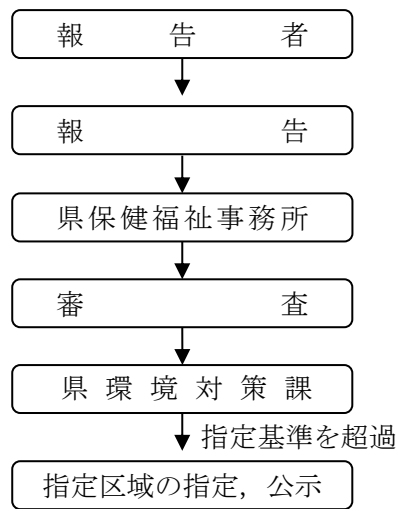 報告者
報告
県保健福祉事務所
審査
県環境対策課
指定基準を超過
指定区域の指定，公示